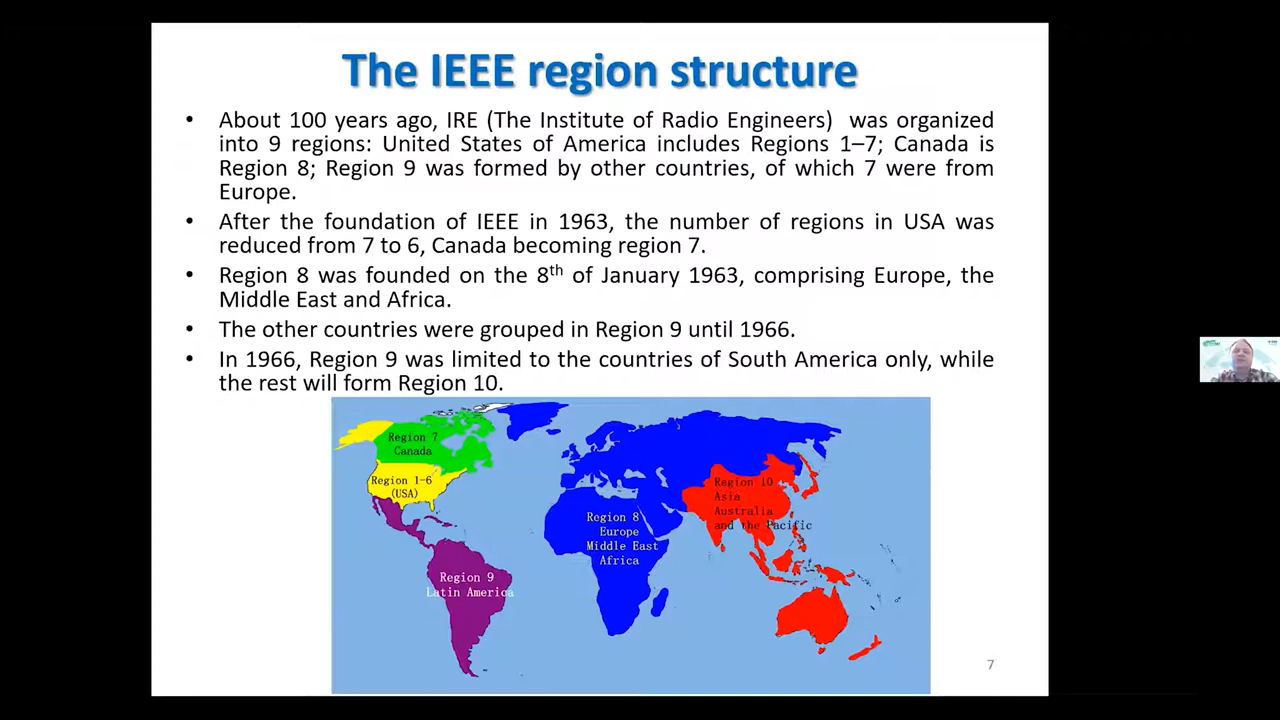 The IEEE region structure
• About 100 years ago, IRE (The Institute of Radio Engineers) was organized
into 9 regions: United States of America includes Regions 1–7; Canada is
Region 8; Region 9 was formed by other countries, of which 7 were from
Europe.
• After the foundation of IEEE in 1963, the number of regions in USA was
reduced from 7 to 6, Canada becoming region 7.
• Region 8 was founded on the 8th of January 1963, comprising Europe, the
Middle East and Africa.
• The other countries were grouped in Region 9 until 1966.
• In 1966, Region 9 was limited to the countries of South America only, while
the rest will form Region 10.
Region 7
Canada
Region 1-6
(USA)
Region 10
Asia
Australia
and the Pacific
Region 8
Europe
Middle East
Africa
Region 9
Latin America
7